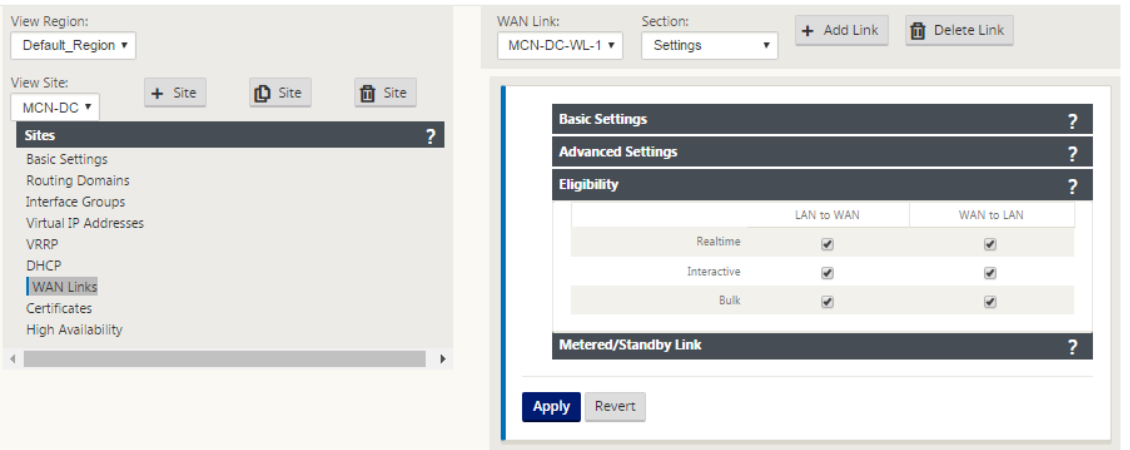 View Region:
Default_Region
View Site:
+ Site
Site
Site
MCN-DC
Sites ?
Basic Settings
Routing Domains
Interface Groups
Virtual IP Addresses
VRRP
DHCP
WAN Links
Certificates
High Availability
WAN Link: Section:
MCN-DC-WL-1 Settings + Add Link Delete Link
Basic Settings ?
Advanced Settings ?
Eligibility ?
LAN to WAN WAN to LAN
Realtime
Interactive
Bulk
Metered/Standby Link ?
Apply Revert